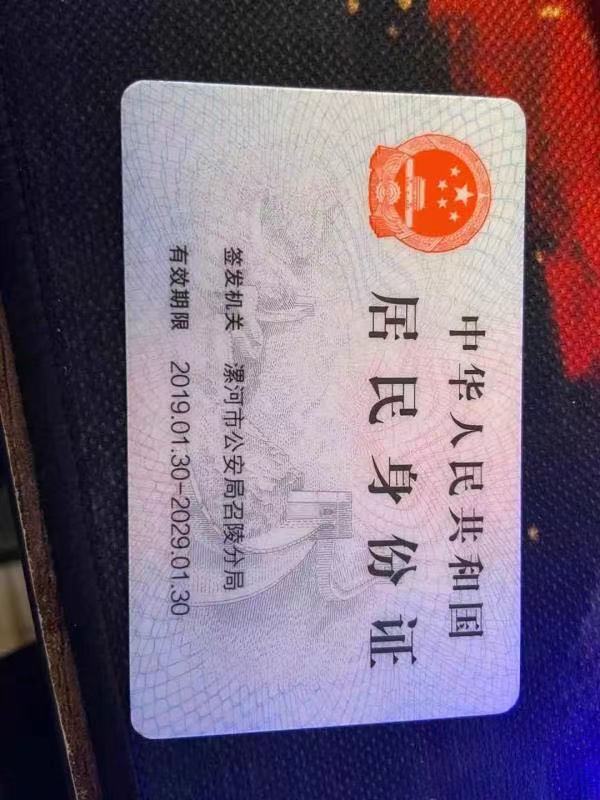 中华人民共和国
居民身份证
签发机关 漯河市公安局召陵分局
有效期限 2019.01.30-2029.01.30